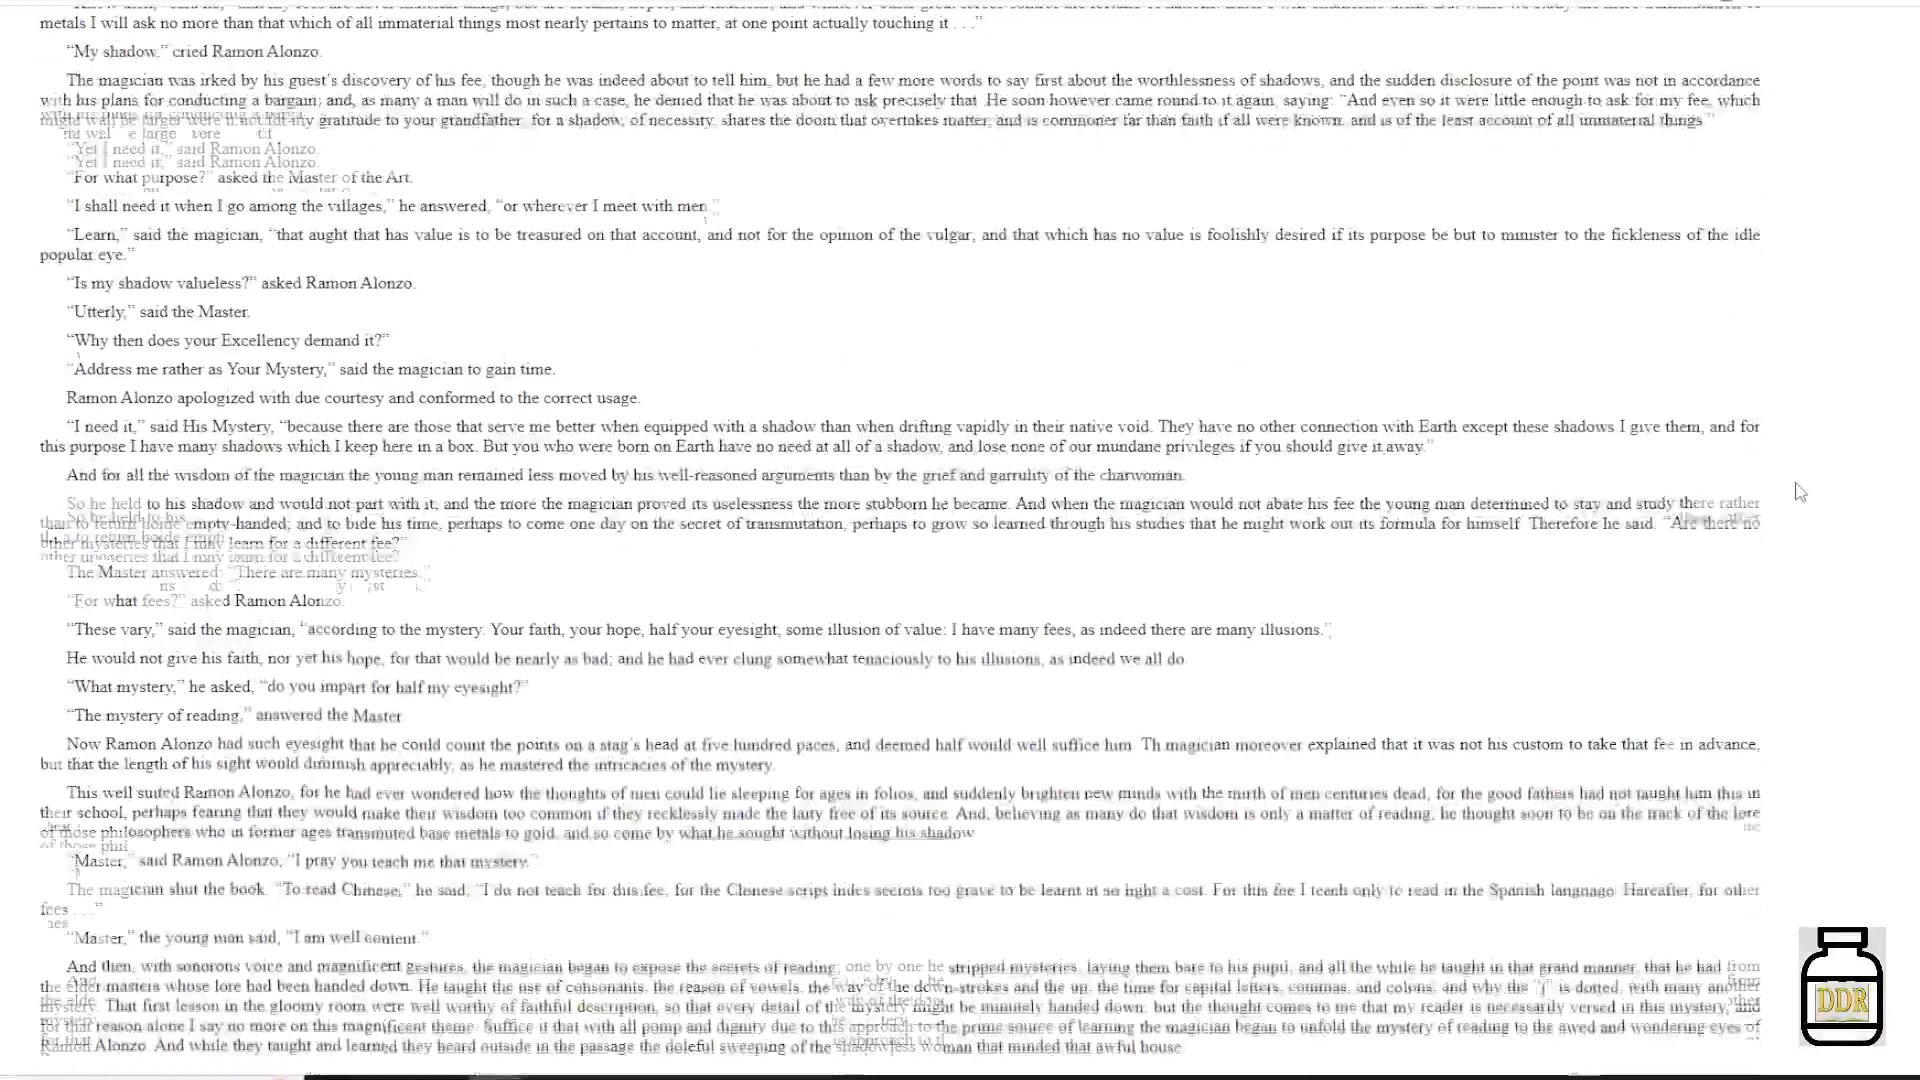 metals I will ask no more than that which of all immaterial things most nearly pertains to matter, at one point actually touching it . . .”
“My shadow,” cried Ramon Alonzo.
The magician was irked by his guest’s discovery of his fee, though he was indeed about to tell him, but he had a few more words to say first about the worthlessness of shadows, and the sudden disclosure of the point was not in accordance
with his plans for conducting a bargain; and, as many a man will do in such a case, he denied that he was about to ask precisely that. He soon however came round to it again, saying: “And even so it were little enough to ask for my fee, which
might well be larger were it not for my gratitude to your grandfather, for a shadow, of necessity, shares the doom that overtakes matter, and is commoner far than faith if all were known, and is of the least account of all immaterial things.”
“Yet I need it,” said Ramon Alonzo.
“For what purpose?” asked the Master of the Art.
“I shall need it when I go among the villages,” he answered, “or wherever I meet with men.”
“Learn,” said the magician, “that aught that has value is to be treasured on that account, and not for the opinion of the vulgar, and that which has no value is foolishly desired if its purpose be but to minister to the fickleness of the idle
popular eye.”
“Is my shadow valueless?” asked Ramon Alonzo.
“Utterly,” said the Master.
“Why then does your Excellency demand it?”
“Address me rather as Your Mystery,” said the magician to gain time.
Ramon Alonzo apologized with due courtesy and conformed to the correct usage.
“I need it,” said His Mystery, “because there are those that serve me better when equipped with a shadow than when drifting vapidly in their native void. They have no other connection with Earth except these shadows I give them, and for
this purpose I have many shadows which I keep here in a box. But you who were born on Earth have no need at all of a shadow, and lose none of our mundane privileges if you should give it away.”
And for all the wisdom of the magician the young man remained less moved by his well-reasoned arguments than by the grief and garrulity of the charwoman.
So he held to his shadow and would not part with it, and the more the magician proved its uselessness the more stubborn he became. And when the magician would not abate his fee the young man determined to stay and study there rather
than to return home empty-handed; and to bide his time, perhaps to come one day on the secret of transmutation, perhaps to grow so learned through his studies that he might work out its formula for himself. Therefore he said: “Are there no
other mysteries that I may learn for a different fee?”
The Master answered: “There are many mysteries.”
“For what fees?” asked Ramon Alonzo.
“These vary,” said the magician, “according to the mystery. Your faith, your hope, half your eyesight, some illusion of value: I have many fees, as indeed there are many illusions.”
He would not give his faith, nor yet his hope, for that would be nearly as bad; and he had ever clung somewhat tenaciously to his illusions, as indeed we all do.
“What mystery,” he asked, “do you impart for half my eyesight?”
“The mystery of reading,” answered the Master.
Now Ramon Alonzo had such eyesight that he could count the points on a stag’s head at five hundred paces, and deemed half would well suffice him. Th magician moreover explained that it was not his custom to take that fee in advance,
but that the length of his sight would diminish appreciably, as he mastered the intricacies of the mystery.
This well suited Ramon Alonzo, for he had ever wondered how the thoughts of men could lie sleeping for ages in folios, and suddenly brighten new minds with the mirth of men centuries dead, for the good fathers had not taught him this in
their school, perhaps fearing that they would make their wisdom too common if they recklessly made the laity free of its source. And, believing as many do that wisdom is only a matter of reading, he thought soon to be on the track of the lore
of those philosophers who in former ages transmuted base metals to gold, and so come by what he sought without losing his shadow.
“Master,” said Ramon Alonzo, “I pray you teach me that mystery.”
The magician shut the book. “To read Chinese,” he said, “I do not teach for this fee, for the Chinese script hides secrets too grave to be learnt at so light a cost. For this fee I teach only to read in the Spanish language. Hereafter, for other
fees . . .”
“Master,” the young man said, “I am well content.”
And then, with sonorous voice and magnificent gestures, the magician began to expose the secrets of reading; one by one he stripped mysteries, laying them bare to his pupil, and all the while he taught in that grand manner, that he had from
the elder masters whose lore had been handed down. He taught the use of consonants, the reason of vowels, the way of the down-strokes and the up, the time for capital letters, commas, and colons, and why the “j” is dotted, with many another
mystery. That first lesson in the gloomy room were well worthy of faithful description, so that every detail of the mystery might be minutely handed down; but the thought comes to me that my reader is necessarily versed in this mystery, and
for that reason alone I say no more on this magnificent theme. Suffice it that with all pomp and dignity due to this approach to the prime source of learning the magician began to unfold the mystery of reading to the awed and wondering eyes of
Ramon Alonzo. And while they taught and learned they heard outside in the passage the doleful sweeping of the shadowless woman that minded that awful house.
DDR